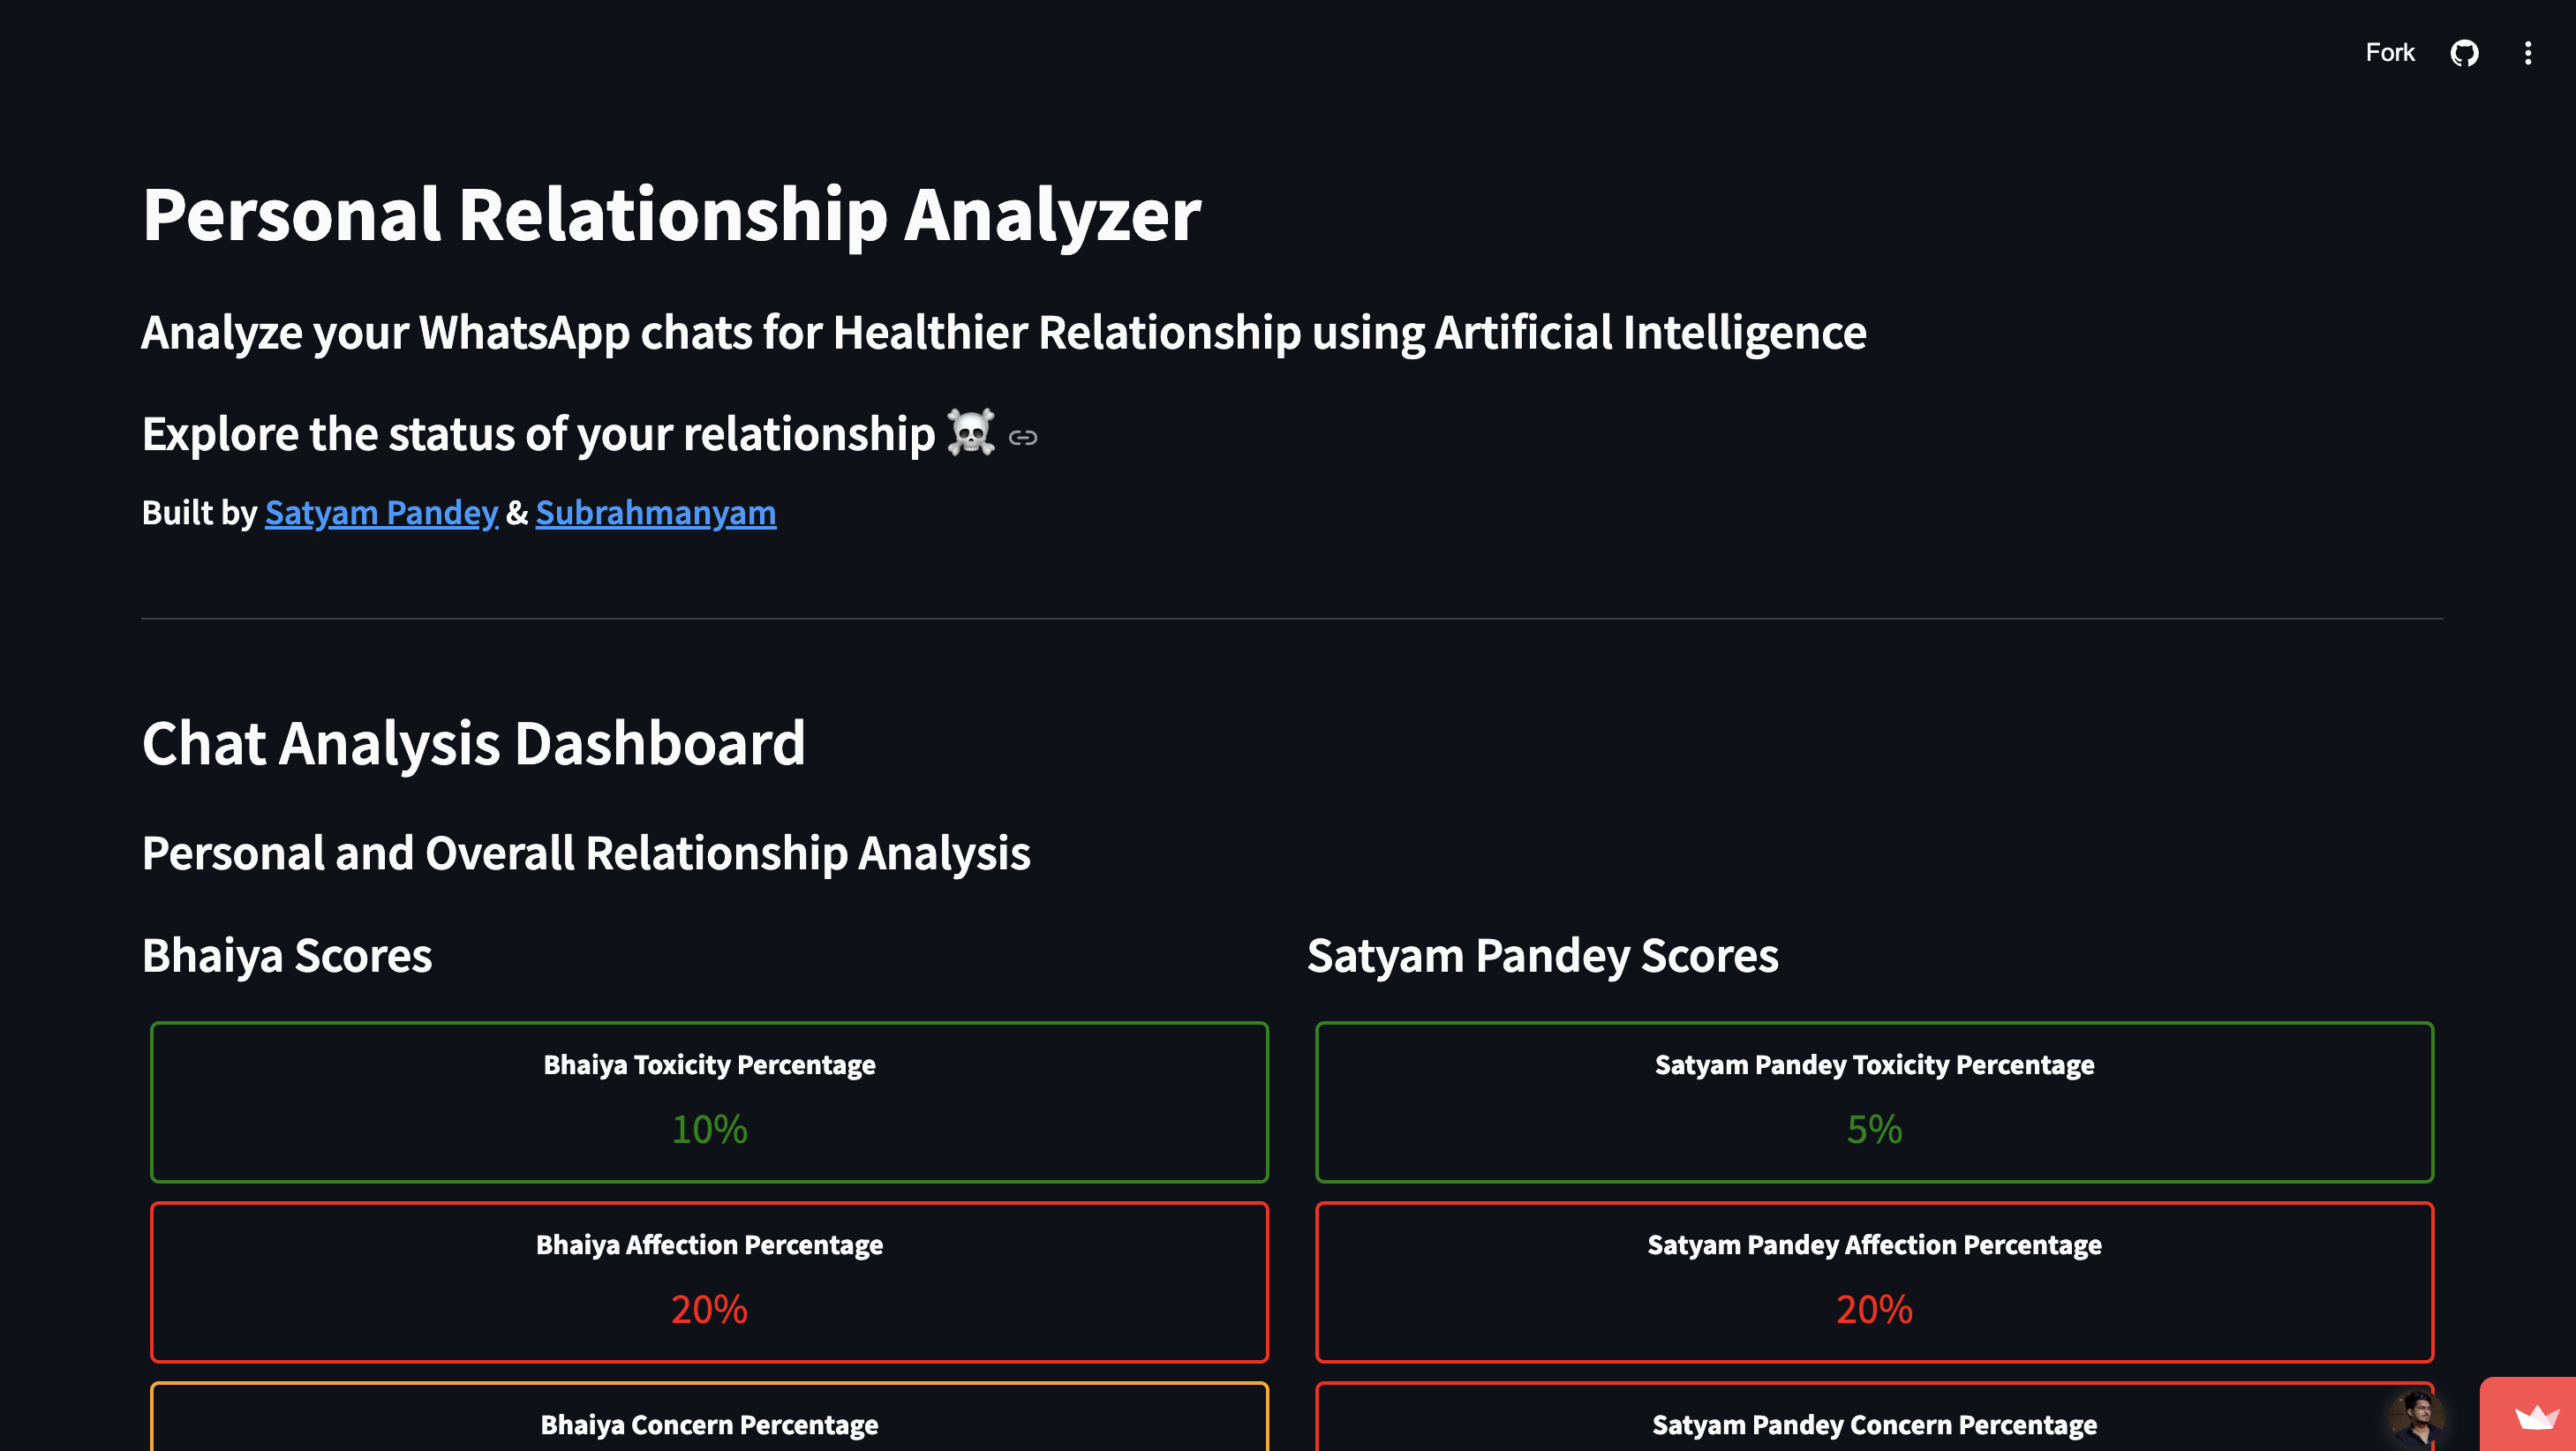 Fork
Personal Relationship Analyzer
Analyze your WhatsApp chats for Healthier Relationship using Artificial Intelligence
Explore the status of your relationship ☠️
Built by Satyam Pandey & Subrahmanyam
Chat Analysis Dashboard
Personal and Overall Relationship Analysis
Bhaiya Scores
Bhaiya Toxicity Percentage
10%
Bhaiya Affection Percentage
20%
Bhaiya Concern Percentage
Satyam Pandey Scores
Satyam Pandey Toxicity Percentage
5%
Satyam Pandey Affection Percentage
20%
Satyam Pandey Concern Percentage